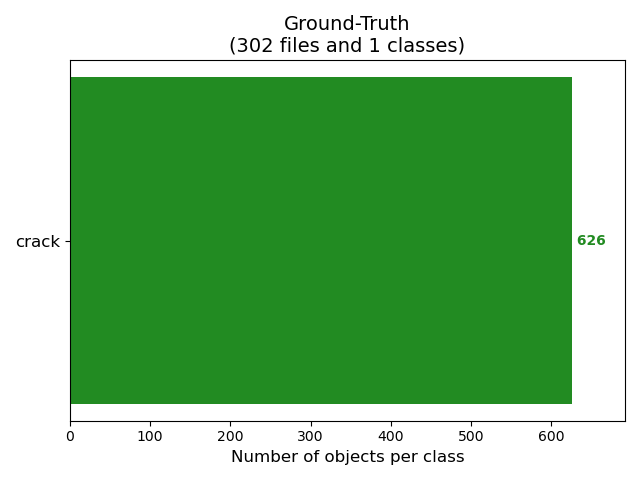 Ground-Truth
(302 files and 1 classes)
crack
626
0 100 200 300 400 500 600
Number of objects per class